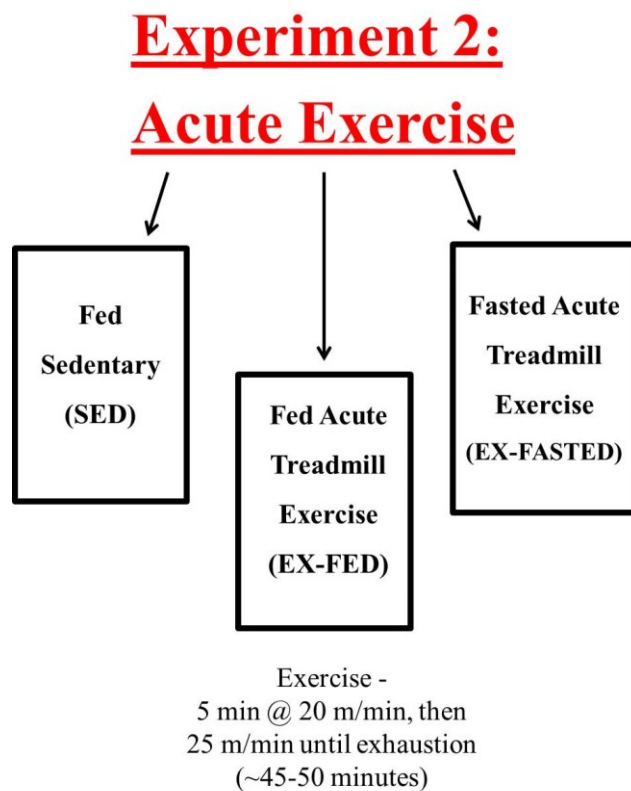 Experiment 2:
Acute Exercise
Fed
Sedentary
(SED)
Fed Acute
Treadmill
Exercise
(EX-FED)
Fasted Acute
Treadmill
Exercise
(EX-FASTED)
Exercise -
5 min @ 20 m/min, then
25 m/min until exhaustion
(~45-50 minutes)